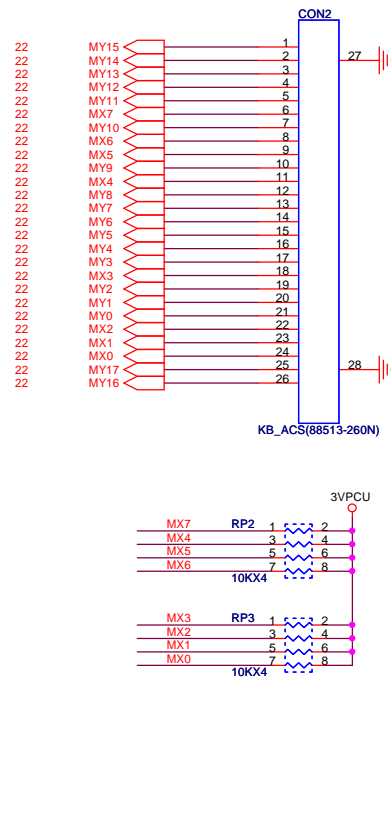 CON2
22 MY15 1
22 MY14 2 27
22 MY13 3
22 MY12 4
22 MY11 5
22 MX7 6
22 MY10 7
22 MX6 8
22 MX5 9
22 MY9 10
22 MX4 11
22 MY8 12
22 MY7 13
22 MY6 14
22 MY5 15
22 MY4 16
22 MY3 17
22 MX3 18
22 MY2 19
22 MY1 20
22 MY0 21
22 MX2 22
22 MX1 23
22 MX0 24
22 MY17 25 28
22 MY16 26
KB_ACS(88513-260N)
3VPCU
MX7 RP2 1 2
MX4 3 4
MX5 5 6
MX6 7 8
10KX4
MX3 RP3 1 2
MX2 3 4
MX1 5 6
MX0 7 8
10KX4